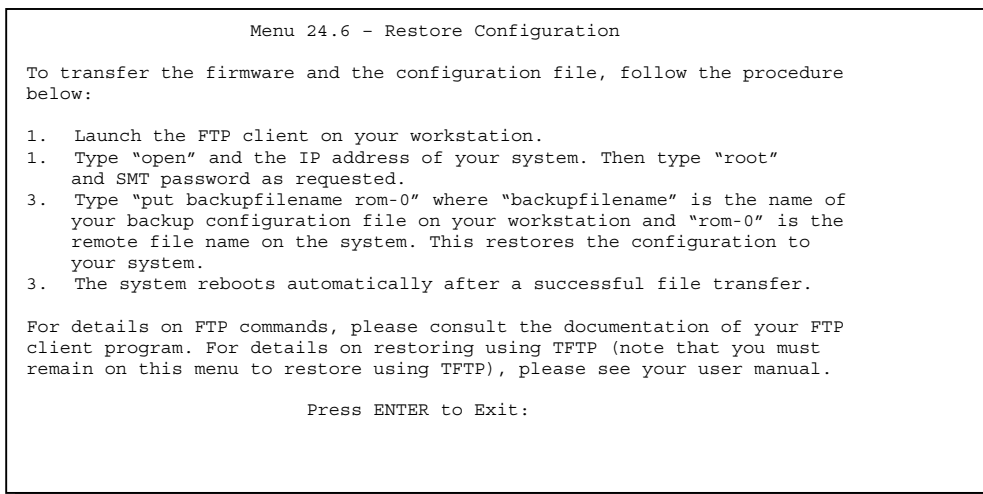 Menu 24.6 – Restore Configuration
To transfer the firmware and the configuration file, follow the procedure
below:
1. Launch the FTP client on your workstation.
1. Type “open” and the IP address of your system. Then type “root”
and SMT password as requested.
3. Type “put backupfilename rom-0” where “backupfilename” is the name of
your backup configuration file on your workstation and “rom-0” is the
remote file name on the system. This restores the configuration to
your system.
3. The system reboots automatically after a successful file transfer.
For details on FTP commands, please consult the documentation of your FTP
client program. For details on restoring using TFTP (note that you must
remain on this menu to restore using TFTP), please see your user manual.
Press ENTER to Exit: